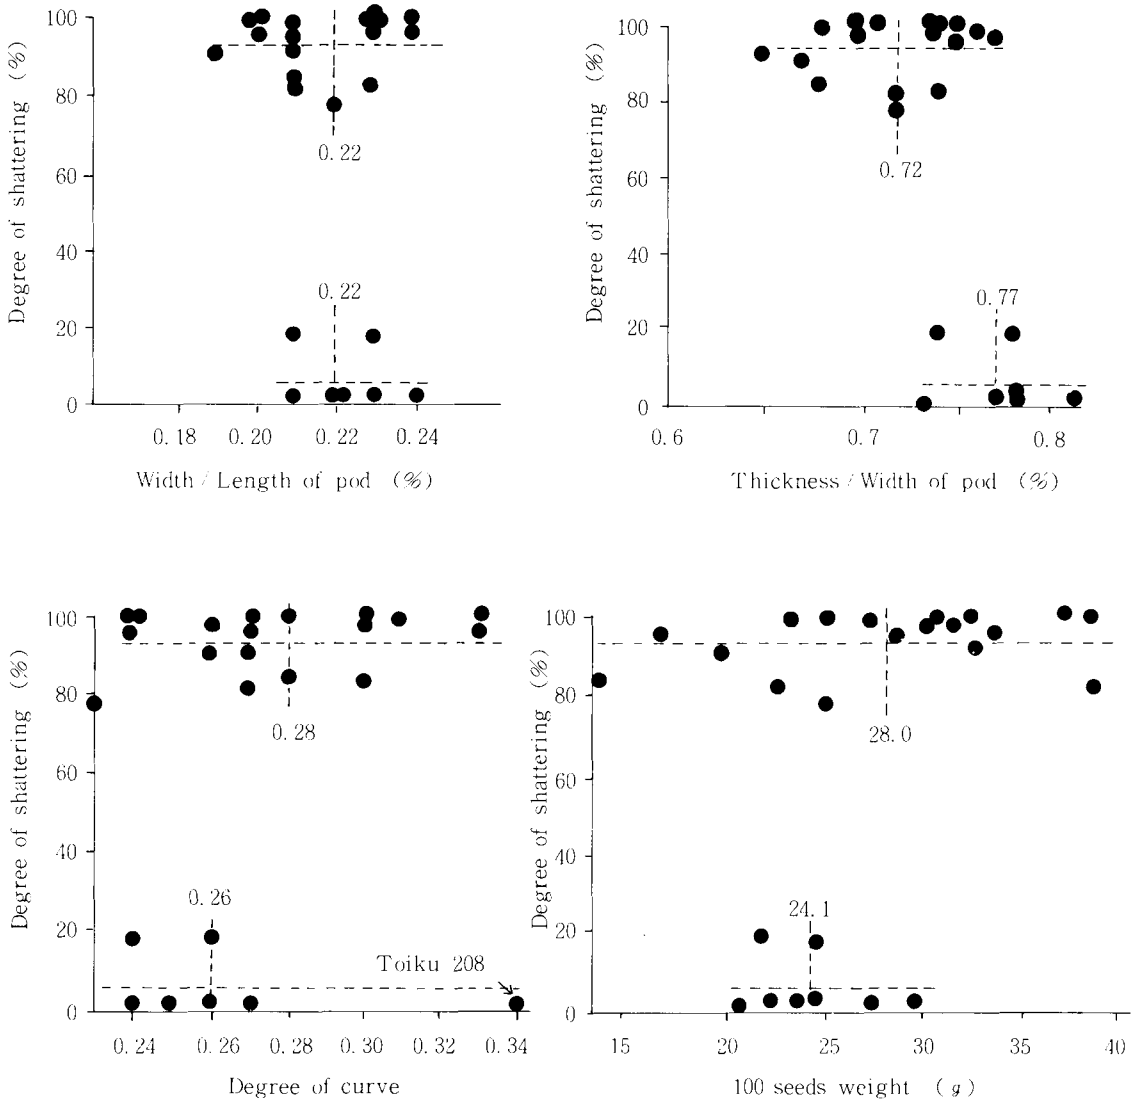 Degree of shattering (%)
100
80
60
40
20
0
0.22
0.22
0.18 0.20 0.22 0.24
Width / Length of pod (%)
Degree of shattering (%)
100
80
60
40
20
0
0.72
0.77
0.6 0.7 0.8
Thickness / Width of pod (%)
Degree of shattering (%)
100
80
60
40
20
0
0.28
0.26
Toiku 208
0.24 0.26 0.28 0.30 0.32 0.34
Degree of curve
Degree of shattering (%)
100
80
60
40
20
0
28.0
24.1
15 20 25 30 35 40
100 seeds weight (g)